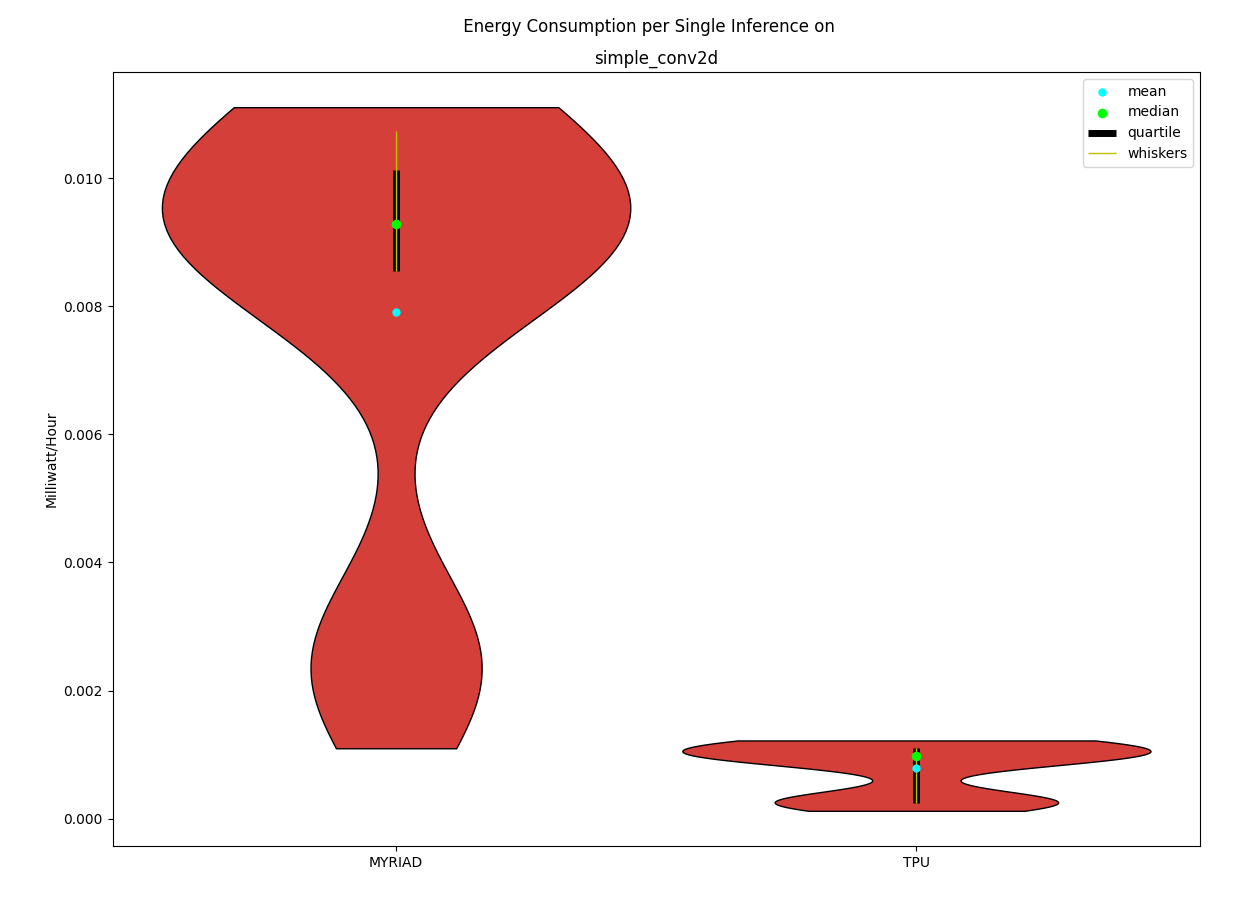 Energy Consumption per Single Inference on
simple_conv2d
mean
median
quartile
whiskers
Milliwatt/Hour
0.010
0.008
0.006
0.004
0.002
0.000
MYRIAD
TPU